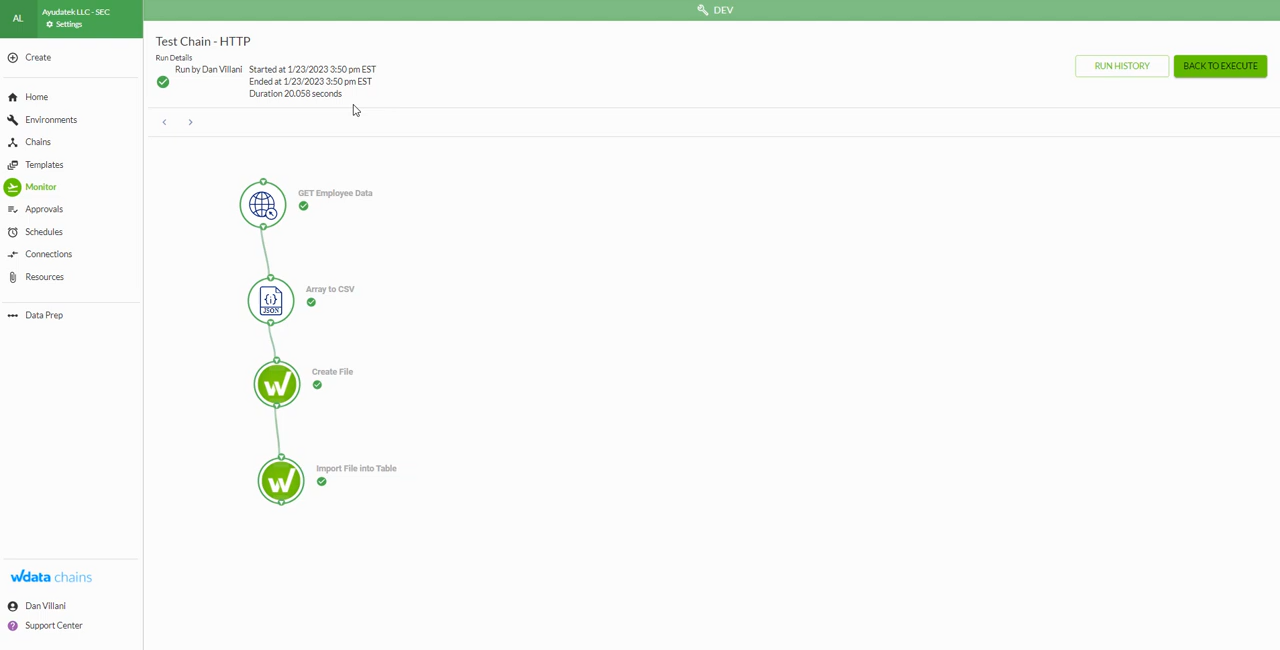 AL
Ayudatek LLC - SEC
Settings
DEV
Create
Home
Environments
Chains
Templates
Monitor
Approvals
Schedules
Connections
Resources
Data Prep
wdata chains
Dan Villani
Support Center
Test Chain - HTTP
Run Details
Run by Dan Villani
Started at 1/23/2023 3:50 pm EST
Ended at 1/23/2023 3:50 pm EST
Duration 20.058 seconds
RUN HISTORY
BACK TO EXECUTE
GET Employee Data
{i}
JSON
Array to CSV
W
Create File
W
Import File into Table